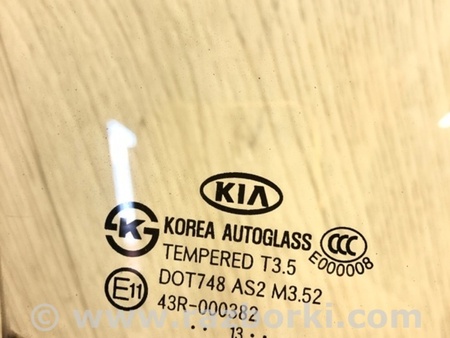 KIA
K KOREA AUTOGLASS CCC
TEMPERED T3.5 E000008
DOT748 AS2 M3.52
E11 43R-000382
.. 13 ..